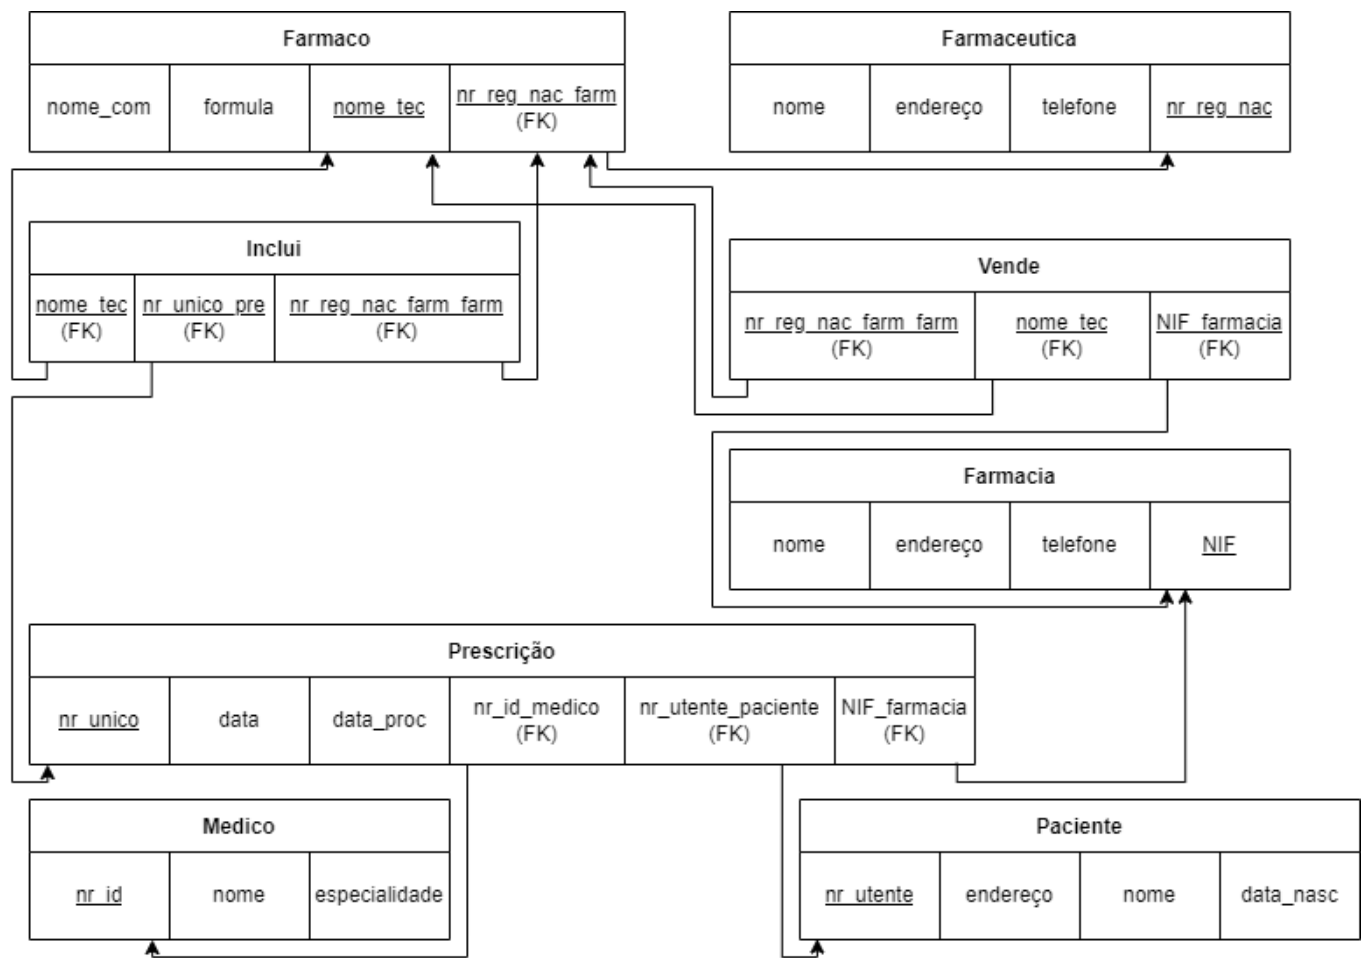 Farmaco
nome_com
formula
nome_tec
nr_reg_nac_farm
(FK)
Farmaceutica
nome
endereço
telefone
nr_reg_nac
Inclui
nome_tec
(FK)
nr_unico_pre
(FK)
nr_reg_nac_farm_farm
(FK)
Vende
nr_reg_nac_farm_farm
(FK)
nome_tec
(FK)
NIF_farmacia
(FK)
Farmacia
nome
endereço
telefone
NIF
Prescrição
nr_unico
data
data_proc
nr_id_medico
(FK)
nr_utente_paciente
(FK)
NIF_farmacia
(FK)
Medico
nr_id
nome
especialidade
Paciente
nr_utente
endereço
nome
data_nasc